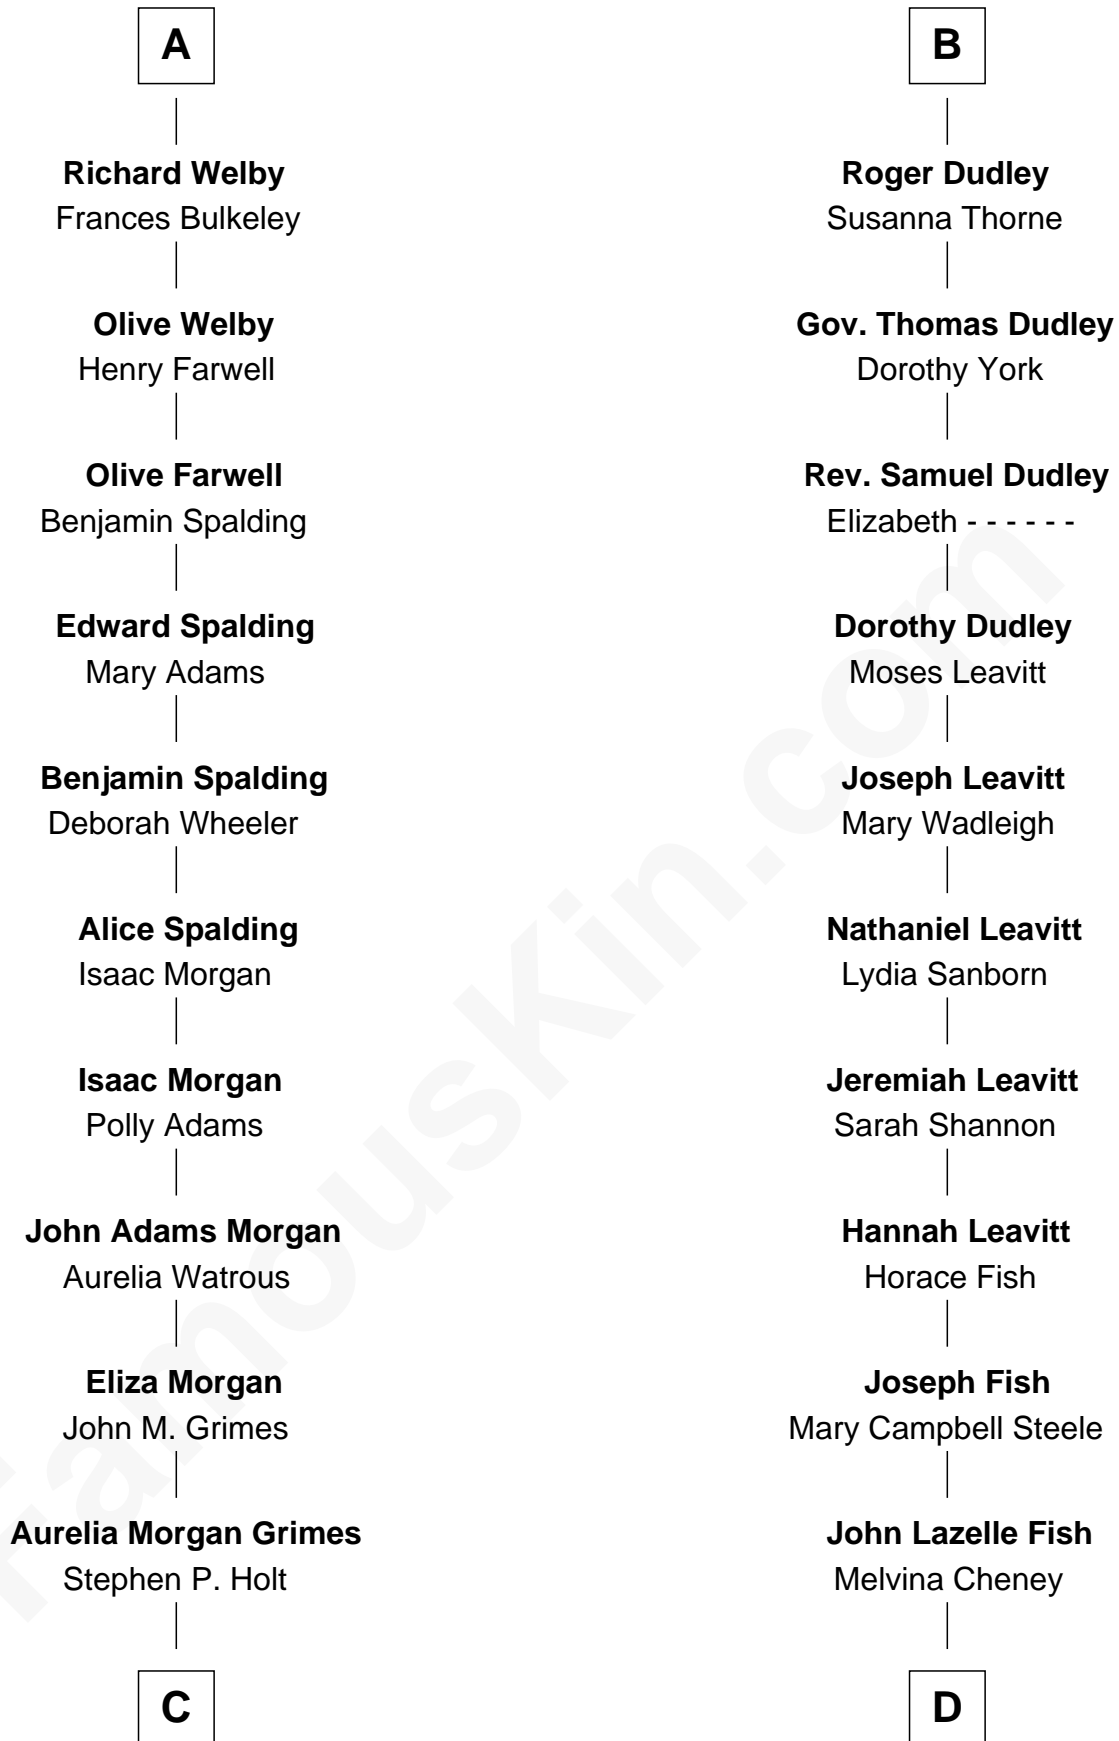 A
Richard Welby
Frances Bulkeley
Olive Welby
Henry Farwell
Olive Farwell
Benjamin Spalding
Edward Spalding
Mary Adams
Benjamin Spalding
Deborah Wheeler
Alice Spalding
Isaac Morgan
Isaac Morgan
Polly Adams
John Adams Morgan
Aurelia Watrous
Eliza Morgan
John M. Grimes
Aurelia Morgan Grimes
Stephen P. Holt
C
B
Roger Dudley
Susanna Thorne
Gov. Thomas Dudley
Dorothy York
Rev. Samuel Dudley
Elizabeth - - - - - -
Dorothy Dudley
Moses Leavitt
Joseph Leavitt
Mary Wadleigh
Nathaniel Leavitt
Lydia Sanborn
Jeremiah Leavitt
Sarah Shannon
Hannah Leavitt
Horace Fish
Joseph Fish
Mary Campbell Steele
John Lazelle Fish
Melvina Cheney
D
FamousKin.com